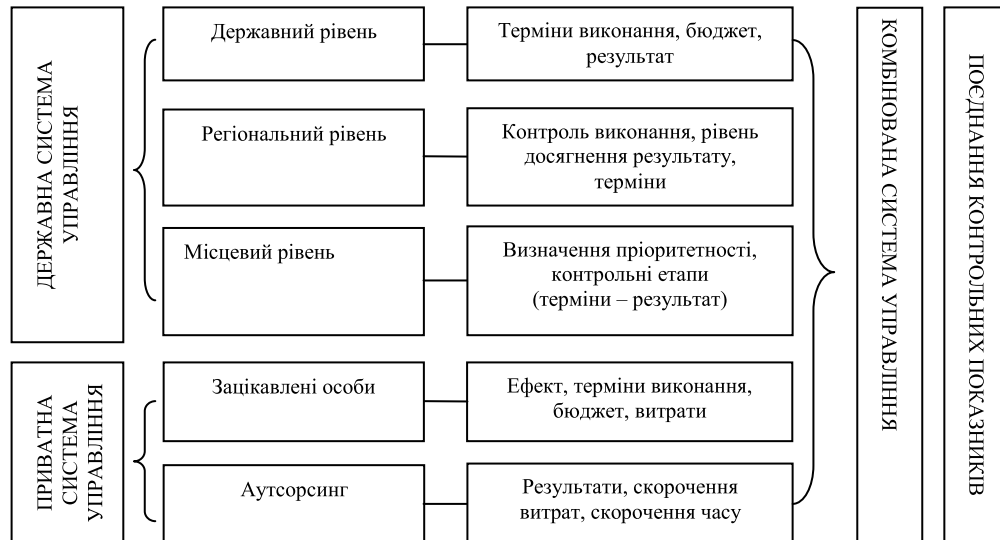 ДЕРЖАВНА СИСТЕМА
УПРАВЛІННЯ
Державний рівень
Терміни виконання, бюджет,
результат
Регіональний рівень
Контроль виконання, рівень
досягнення результату,
терміни
Місцевий рівень
Визначення пріоритетності,
контрольні етапи
(терміни – результат)
ПРИВАТНА
СИСТЕМА
УПРАВЛІННЯ
Зацікавлені особи
Ефект, терміни виконання,
бюджет, витрати
Аутсорсинг
Результати, скорочення
витрат, скорочення часу
КОМБІНОВАНА СИСТЕМА УПРАВЛІННЯ
ПОЄДНАННЯ КОНТРОЛЬНИХ ПОКАЗНИКІВ